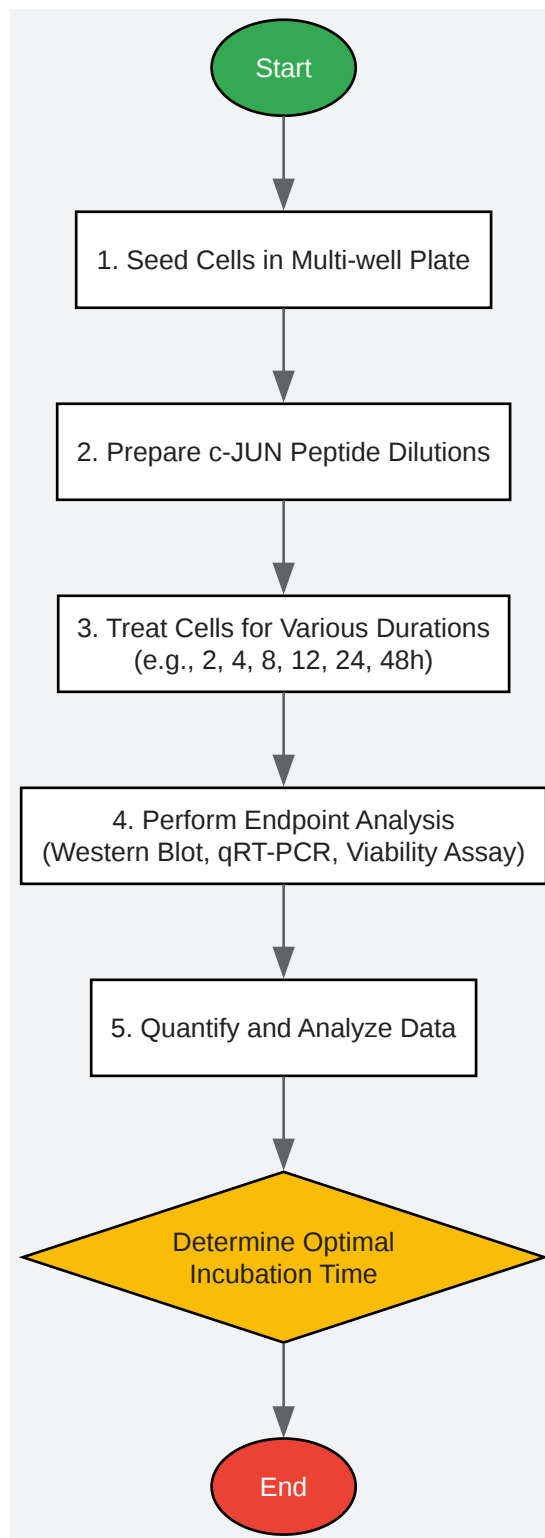 Start
1. Seed Cells in Multi-well Plate
2. Prepare c-JUN Peptide Dilutions
3. Treat Cells for Various Durations
(e.g., 2, 4, 8, 12, 24, 48h)
4. Perform Endpoint Analysis
(Western Blot, qRT-PCR, Viability Assay)
5. Quantify and Analyze Data
Determine Optimal
Incubation Time
End